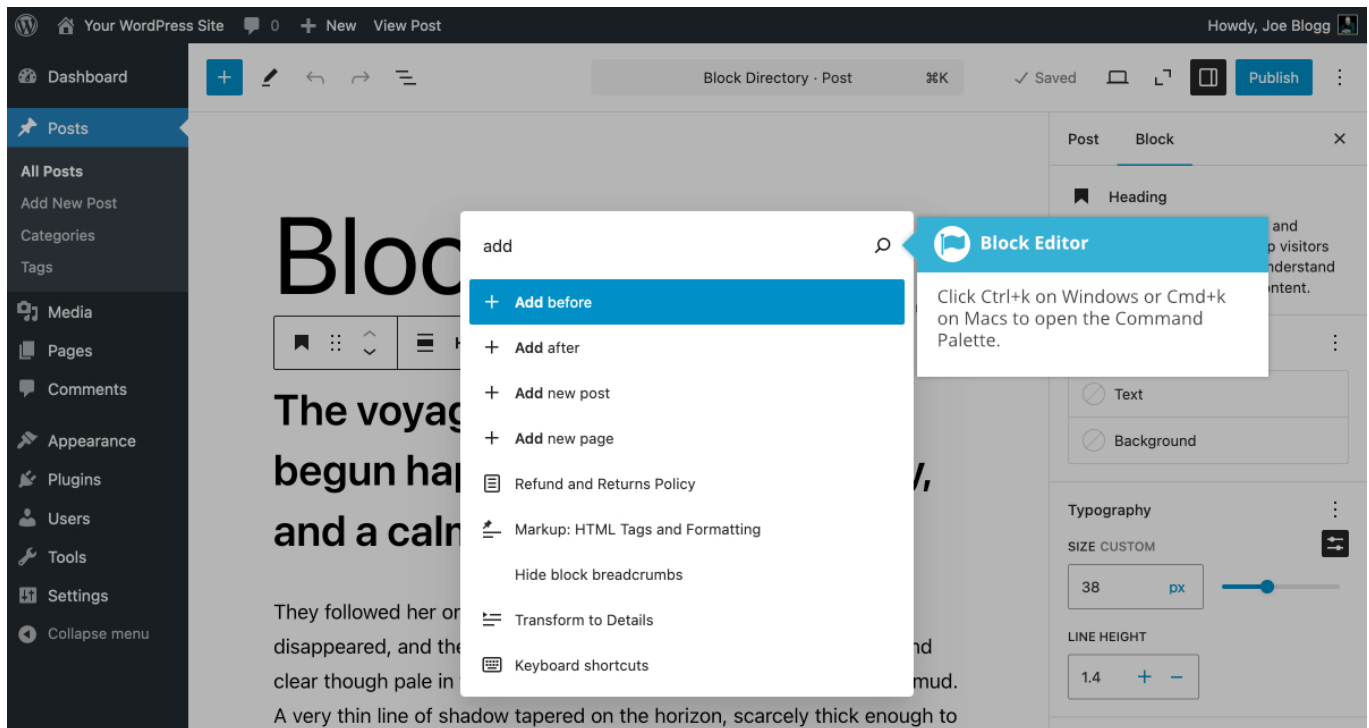 Your WordPress Site 0 New View Post Howdy, Joe Blogg
Dashboard
Posts
All Posts
Add New Post
Categories
Tags
Media
Pages
Comments
Appearance
Plugins
Users
Tools
Settings
Collapse menu
Block Directory · Post ⌘K Saved Publish
Bloc
The voyag
begun hap y,
and a caln
They followed her or
disappeared, and the nd
clear though pale in mud.
A very thin line of shadow tapered on the horizon, scarcely thick enough to
add
Add before
Add after
Add new post
Add new page
Refund and Returns Policy
Markup: HTML Tags and Formatting
Hide block breadcrumbs
Transform to Details
Keyboard shortcuts
Block Editor
Click Ctrl+k on Windows or Cmd+k
on Macs to open the Command
Palette.
Post Block
Heading
and
p visitors
nderstand
ntent.
Text
Background
Typography
SIZE CUSTOM
38 px
LINE HEIGHT
1.4